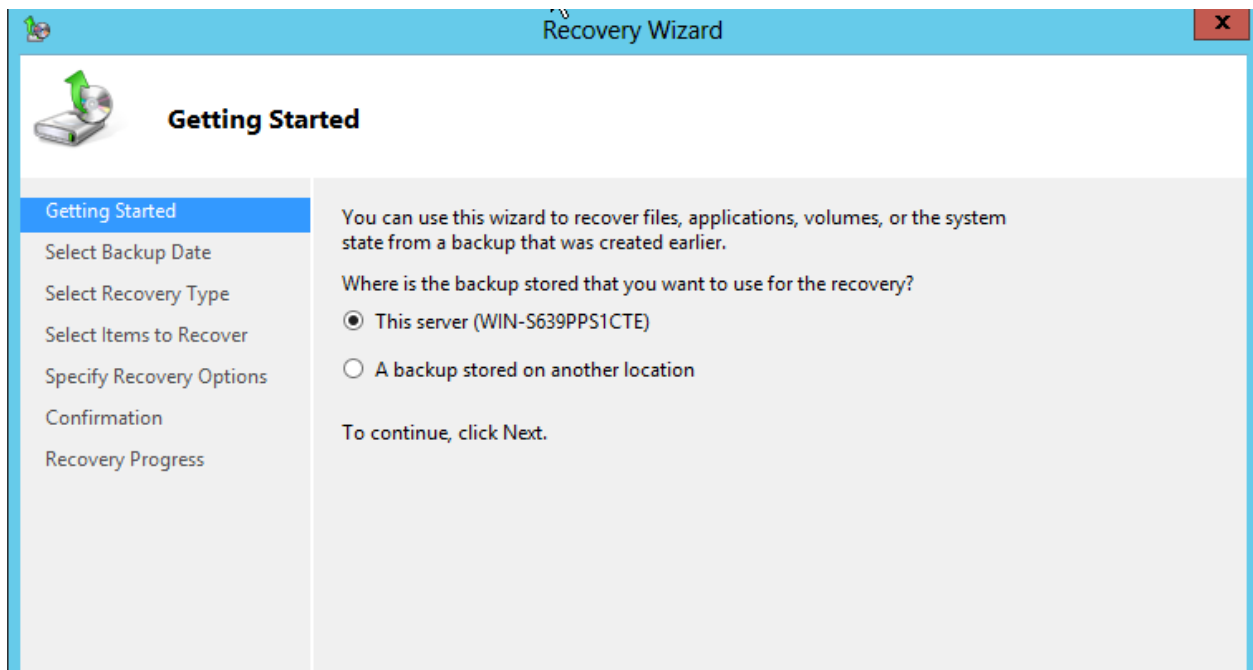 Recovery Wizard
x
Getting Started
Getting Started
Select Backup Date
Select Recovery Type
Select Items to Recover
Specify Recovery Options
Confirmation
Recovery Progress
You can use this wizard to recover files, applications, volumes, or the system
state from a backup that was created earlier.
Where is the backup stored that you want to use for the recovery?
This server (WIN-S639PPS1CTE)
A backup stored on another location
To continue, click Next.